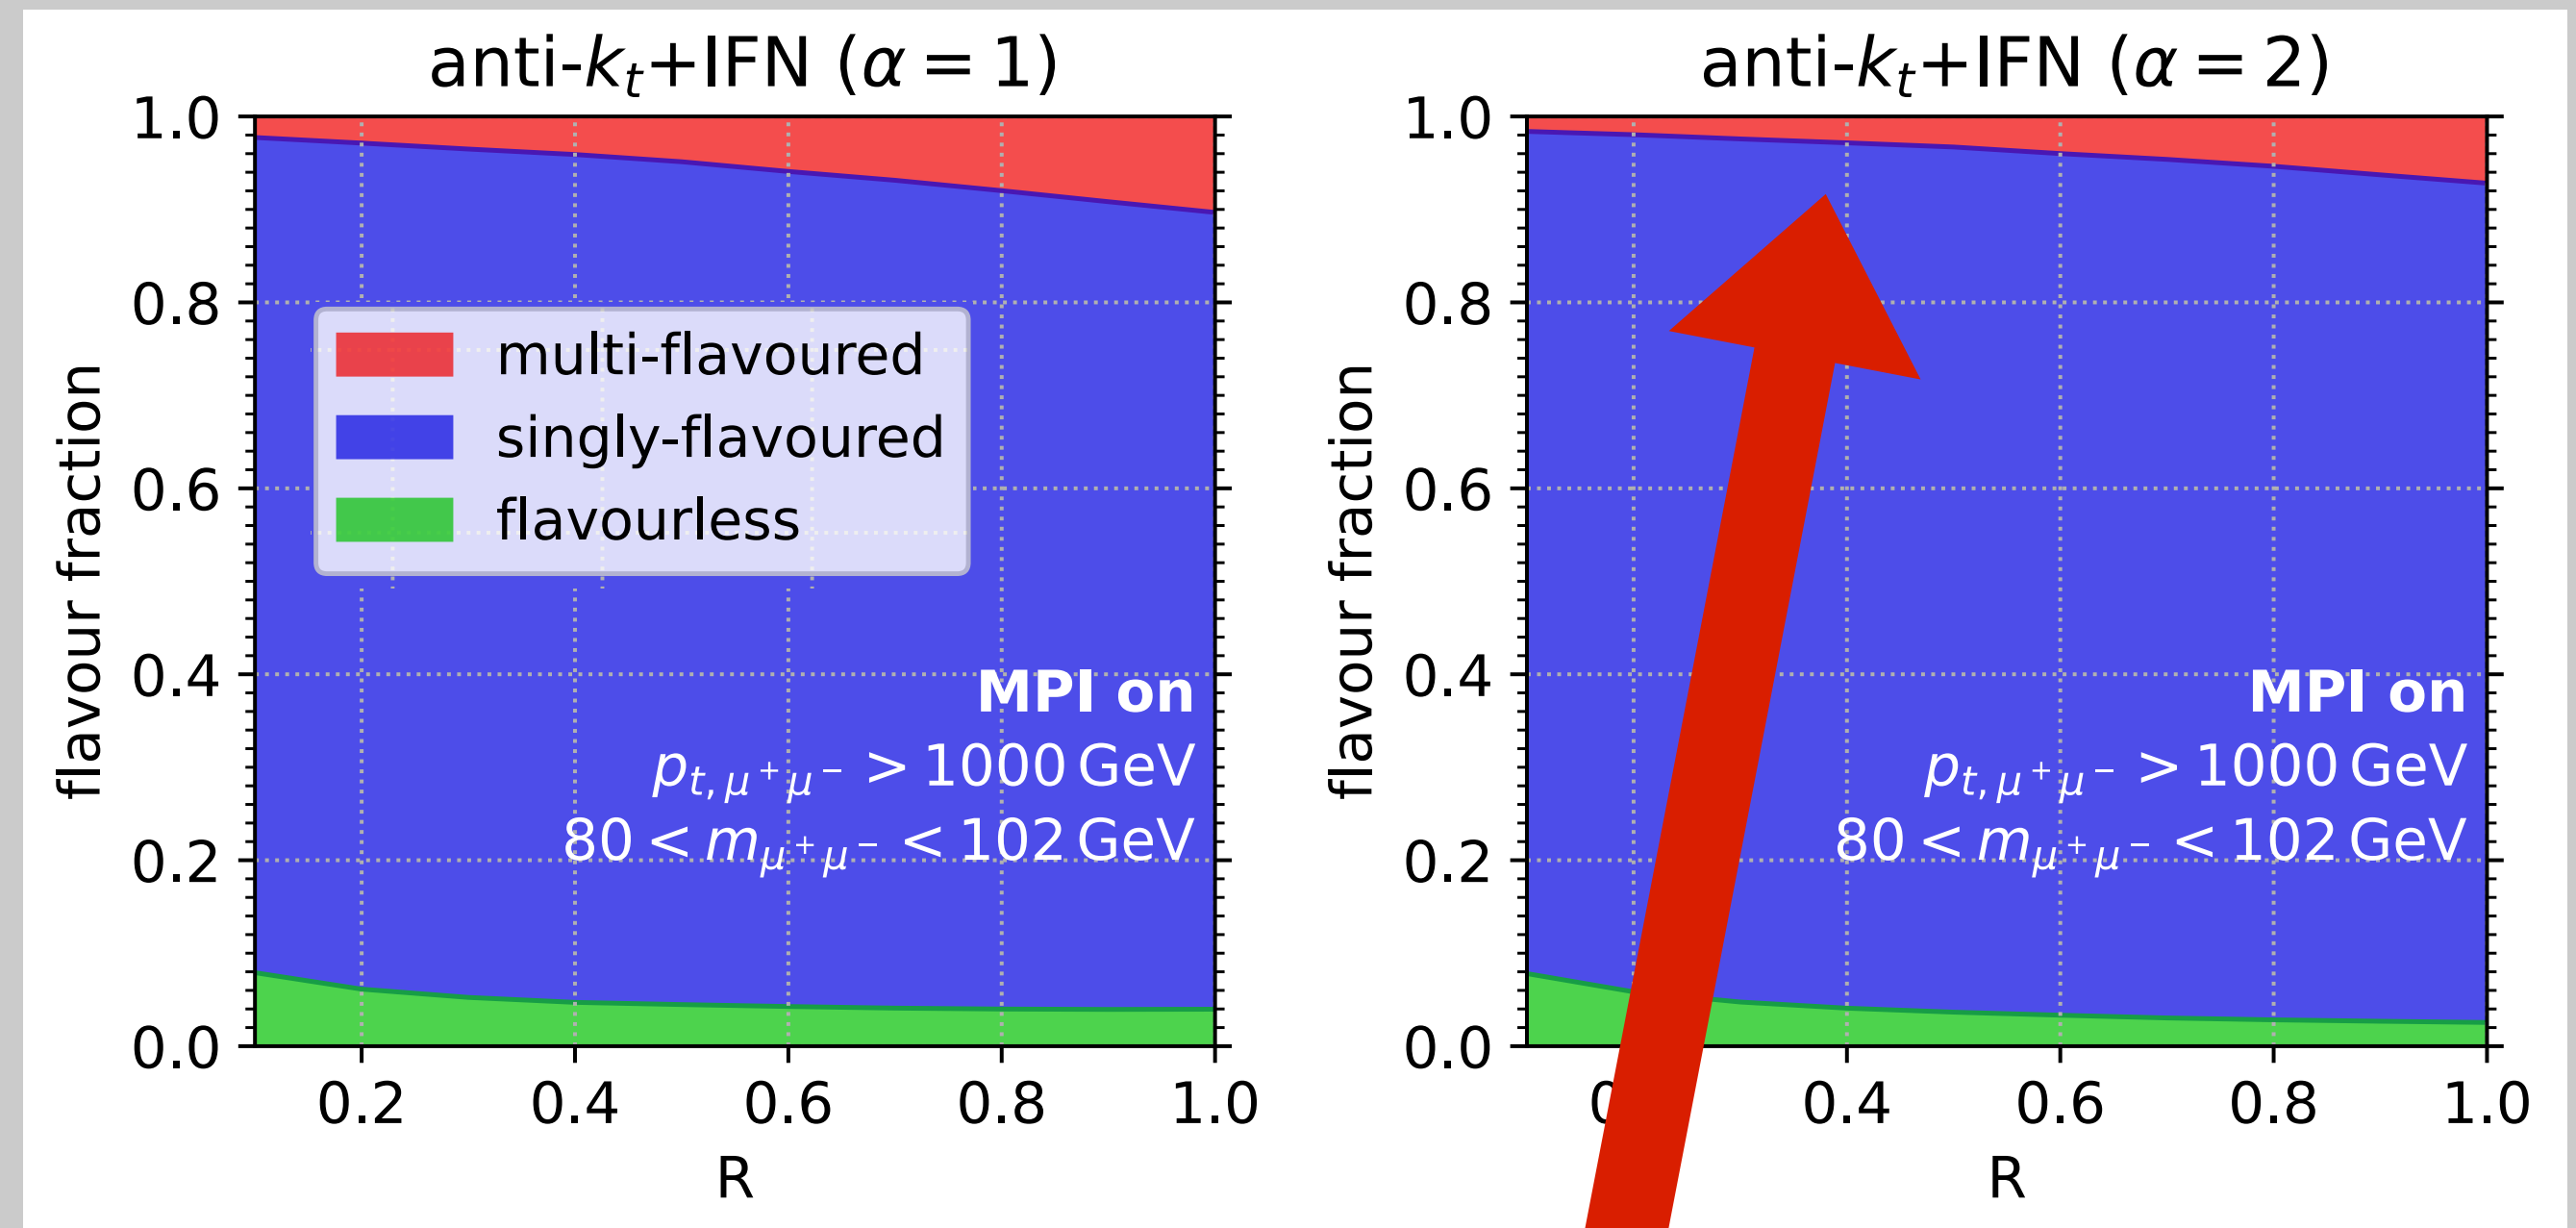 anti-kₜ+IFN (α = 1)
1.0
0.8
0.6
0.4
0.2
0.0
flavour fraction
multi-flavoured
singly-flavoured
flavourless
MPI on
pₜ,μ⁺μ⁻ > 1000 GeV
80 < mμ⁺μ⁻ < 102 GeV
0.2 0.4 0.6 0.8 1.0
R
anti-kₜ+IFN (α = 2)
1.0
0.8
0.6
0.4
0.2
0.0
flavour fraction
MPI on
pₜ,μ⁺μ⁻ > 1000 GeV
80 < mμ⁺μ⁻ < 102 GeV
0.4 0.6 0.8 1.0
R